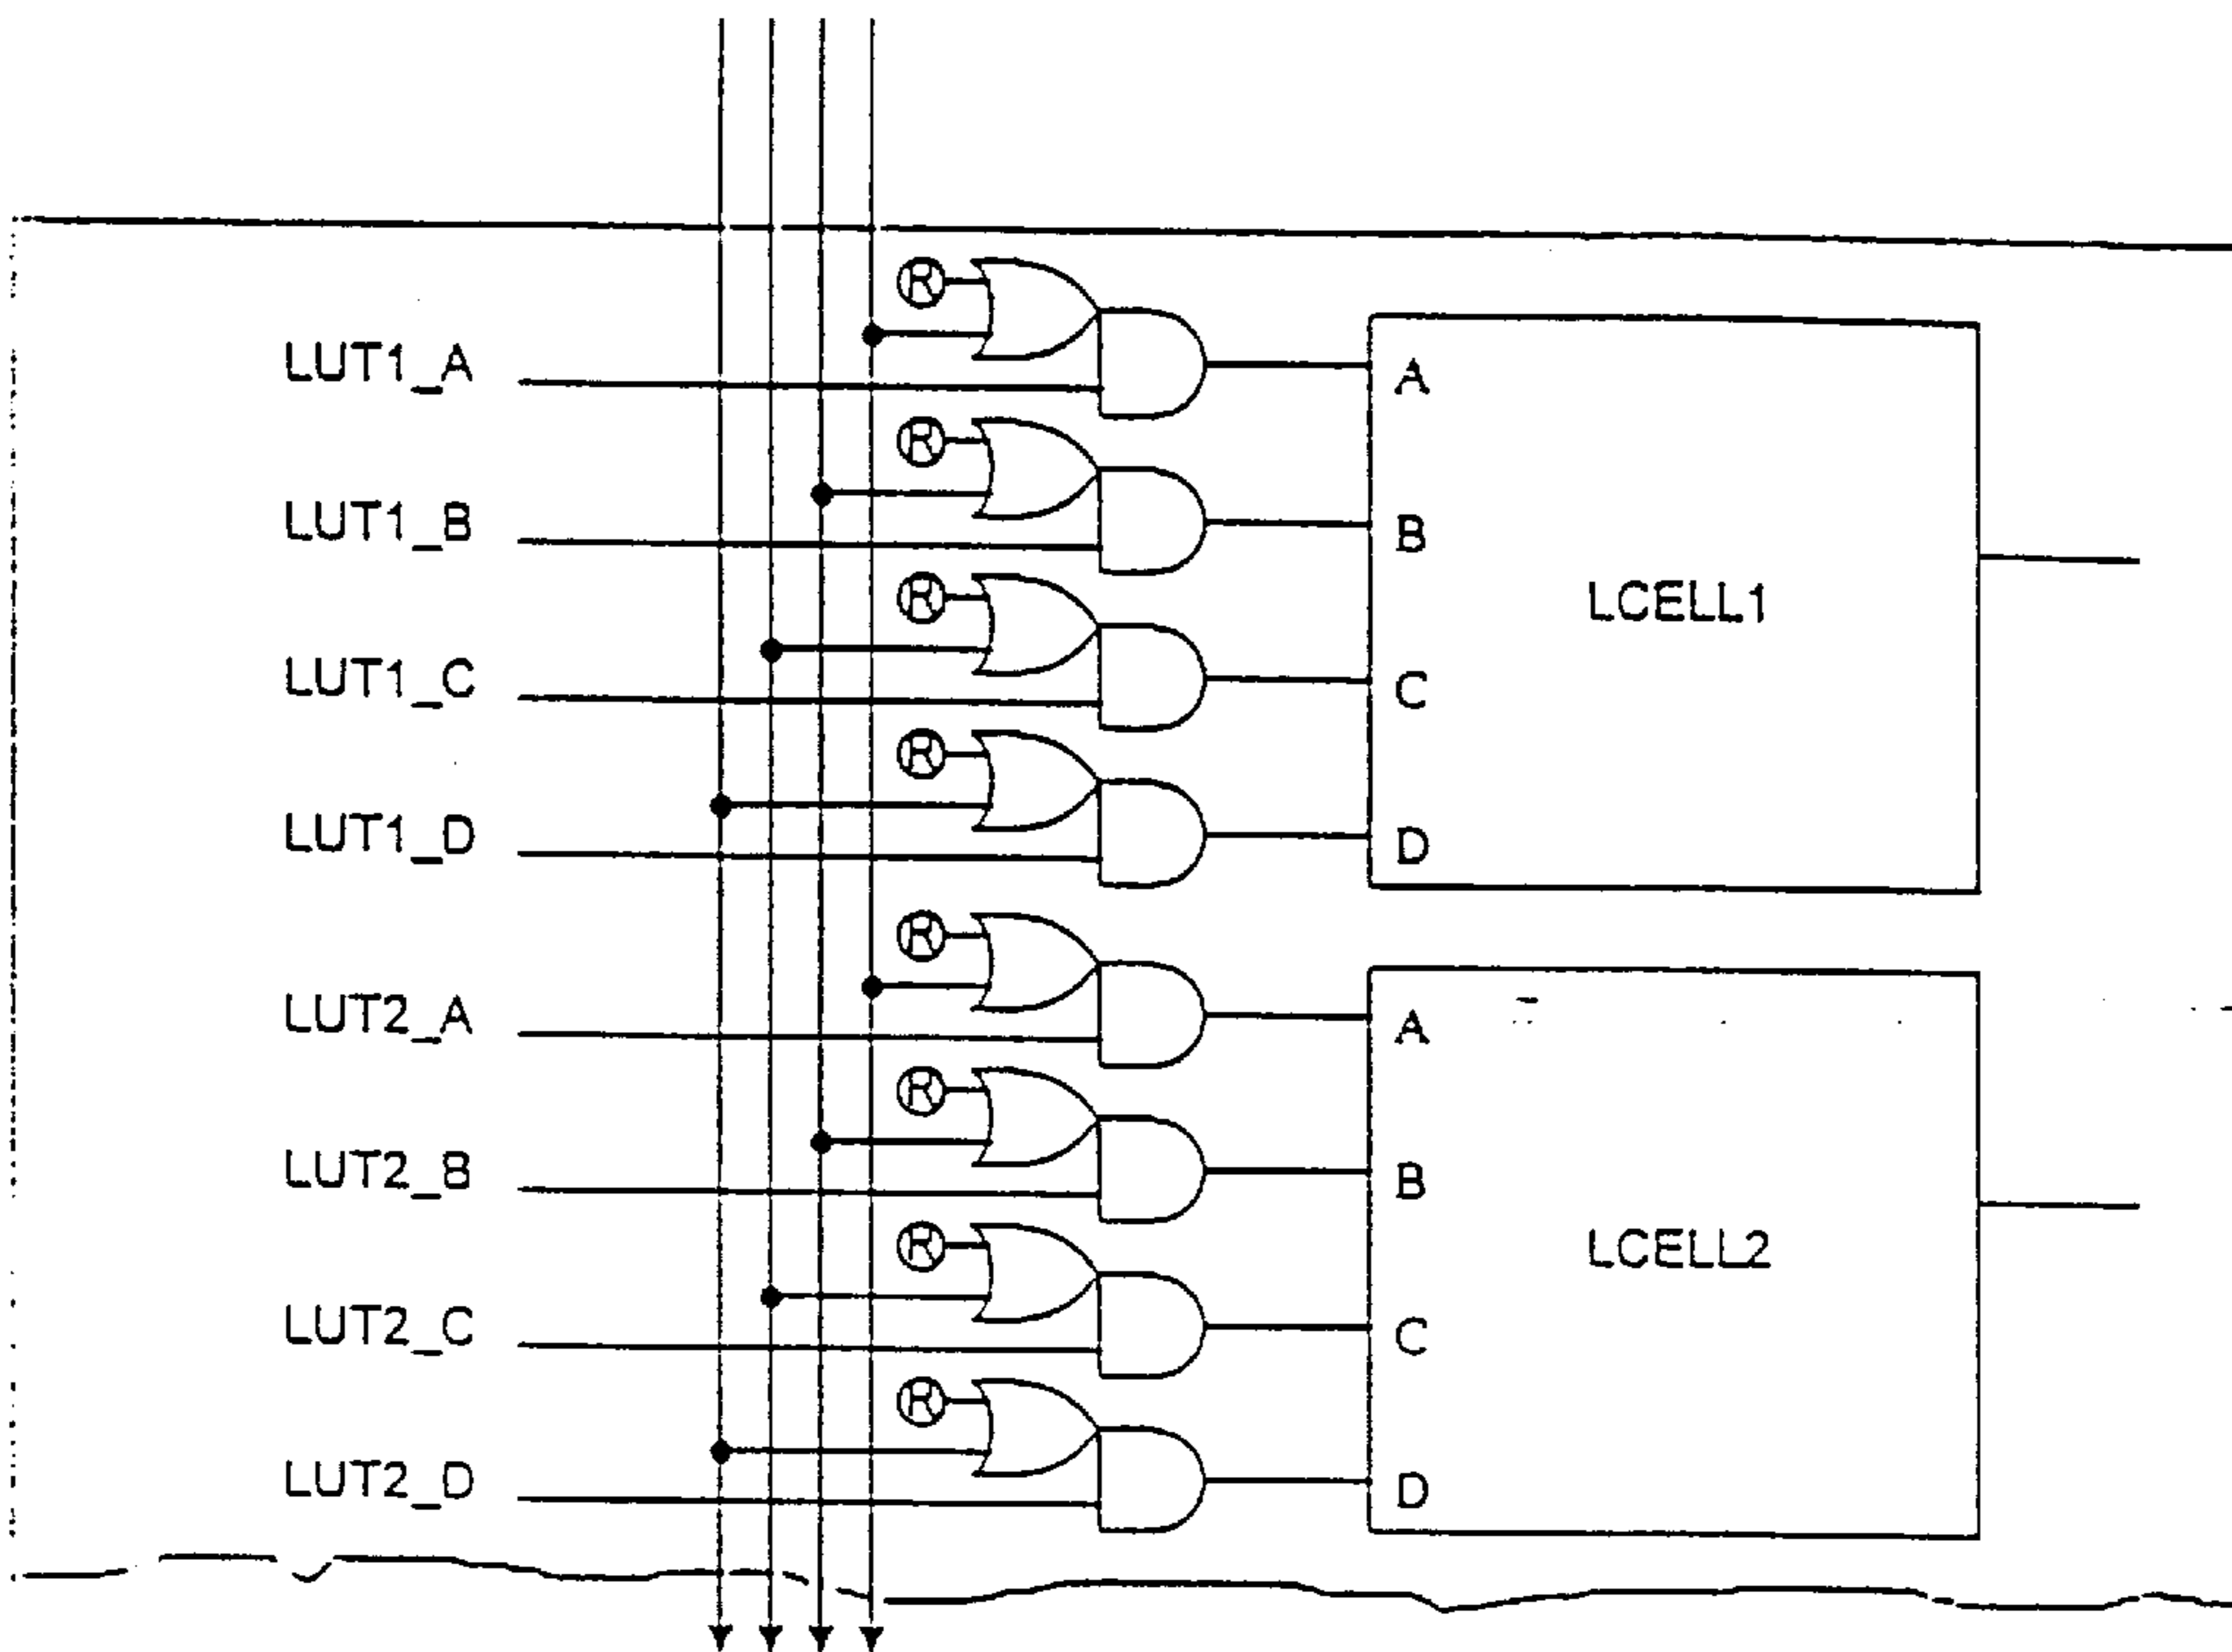 R
LUT1_A
A
R
LUT1_B
B
LCELL1
R
LUT1_C
C
R
LUT1_D
D
R
LUT2_A
A
R
LUT2_B
B
LCELL2
R
LUT2_C
C
R
LUT2_D
D